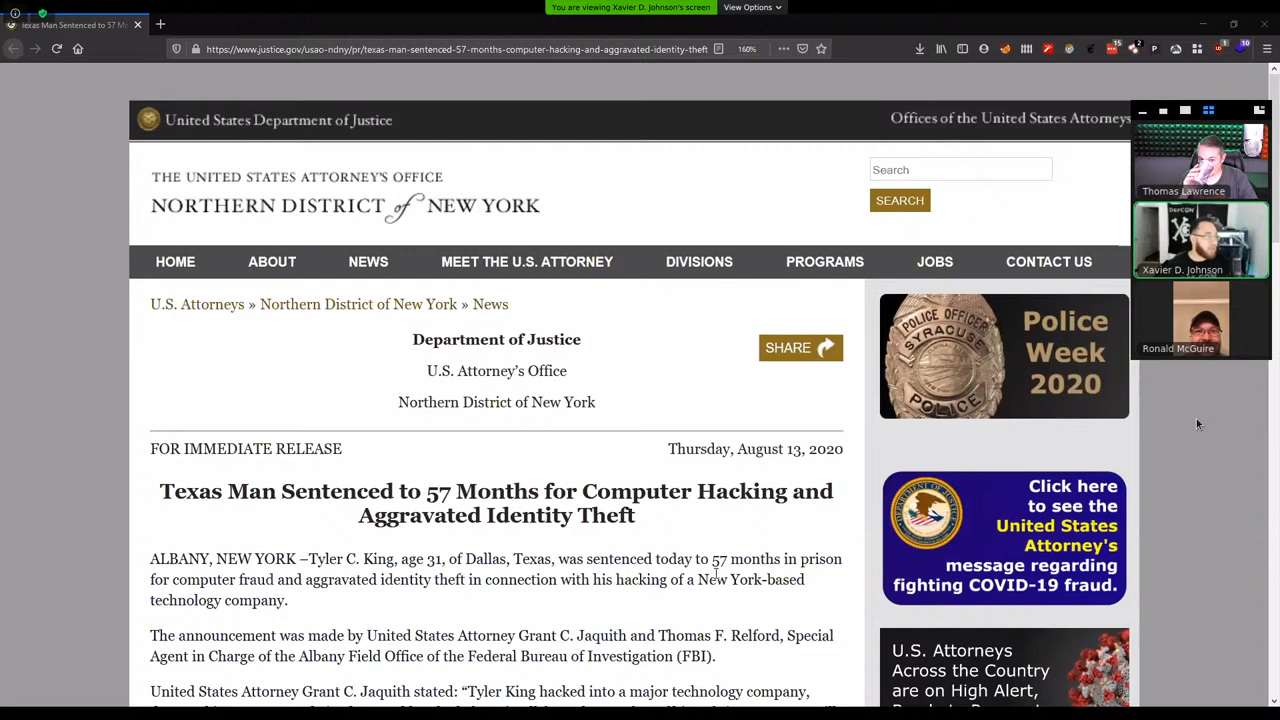 You are viewing Xavier D. Johnson's screen
View Options
Texas Man Sentenced to 57 M
https://www.justice.gov/usao-ndny/pr/texas-man-sentenced-57-months-computer-hacking-and-aggravated-identity-theft
160%
United States Department of Justice
Offices of the United States Attorneys
THE UNITED STATES ATTORNEY'S OFFICE
NORTHERN DISTRICT of NEW YORK
Search
SEARCH
Thomas Lawrence
DEFCON
Xavier D. Johnson
Ronald McGuire
HOME
ABOUT
NEWS
MEET THE U.S. ATTORNEY
DIVISIONS
PROGRAMS
JOBS
CONTACT US
U.S. Attorneys » Northern District of New York » News
Department of Justice
SHARE
U.S. Attorney's Office
Northern District of New York
POLICE OFFICER
SYRACUSE
POLICE
Police
Week
2020
FOR IMMEDIATE RELEASE
Thursday, August 13, 2020
Texas Man Sentenced to 57 Months for Computer Hacking and
Aggravated Identity Theft
ALBANY, NEW YORK –Tyler C. King, age 31, of Dallas, Texas, was sentenced today to 57 months in prison
for computer fraud and aggravated identity theft in connection with his hacking of a New York-based
technology company.
The announcement was made by United States Attorney Grant C. Jaquith and Thomas F. Relford, Special
Agent in Charge of the Albany Field Office of the Federal Bureau of Investigation (FBI).
United States Attorney Grant C. Jaquith stated: “Tyler King hacked into a major technology company,
Click here
to see the
United States
Attorney's
message regarding
fighting COVID-19 fraud.
U.S. Attorneys
Across the Country
are on High Alert,